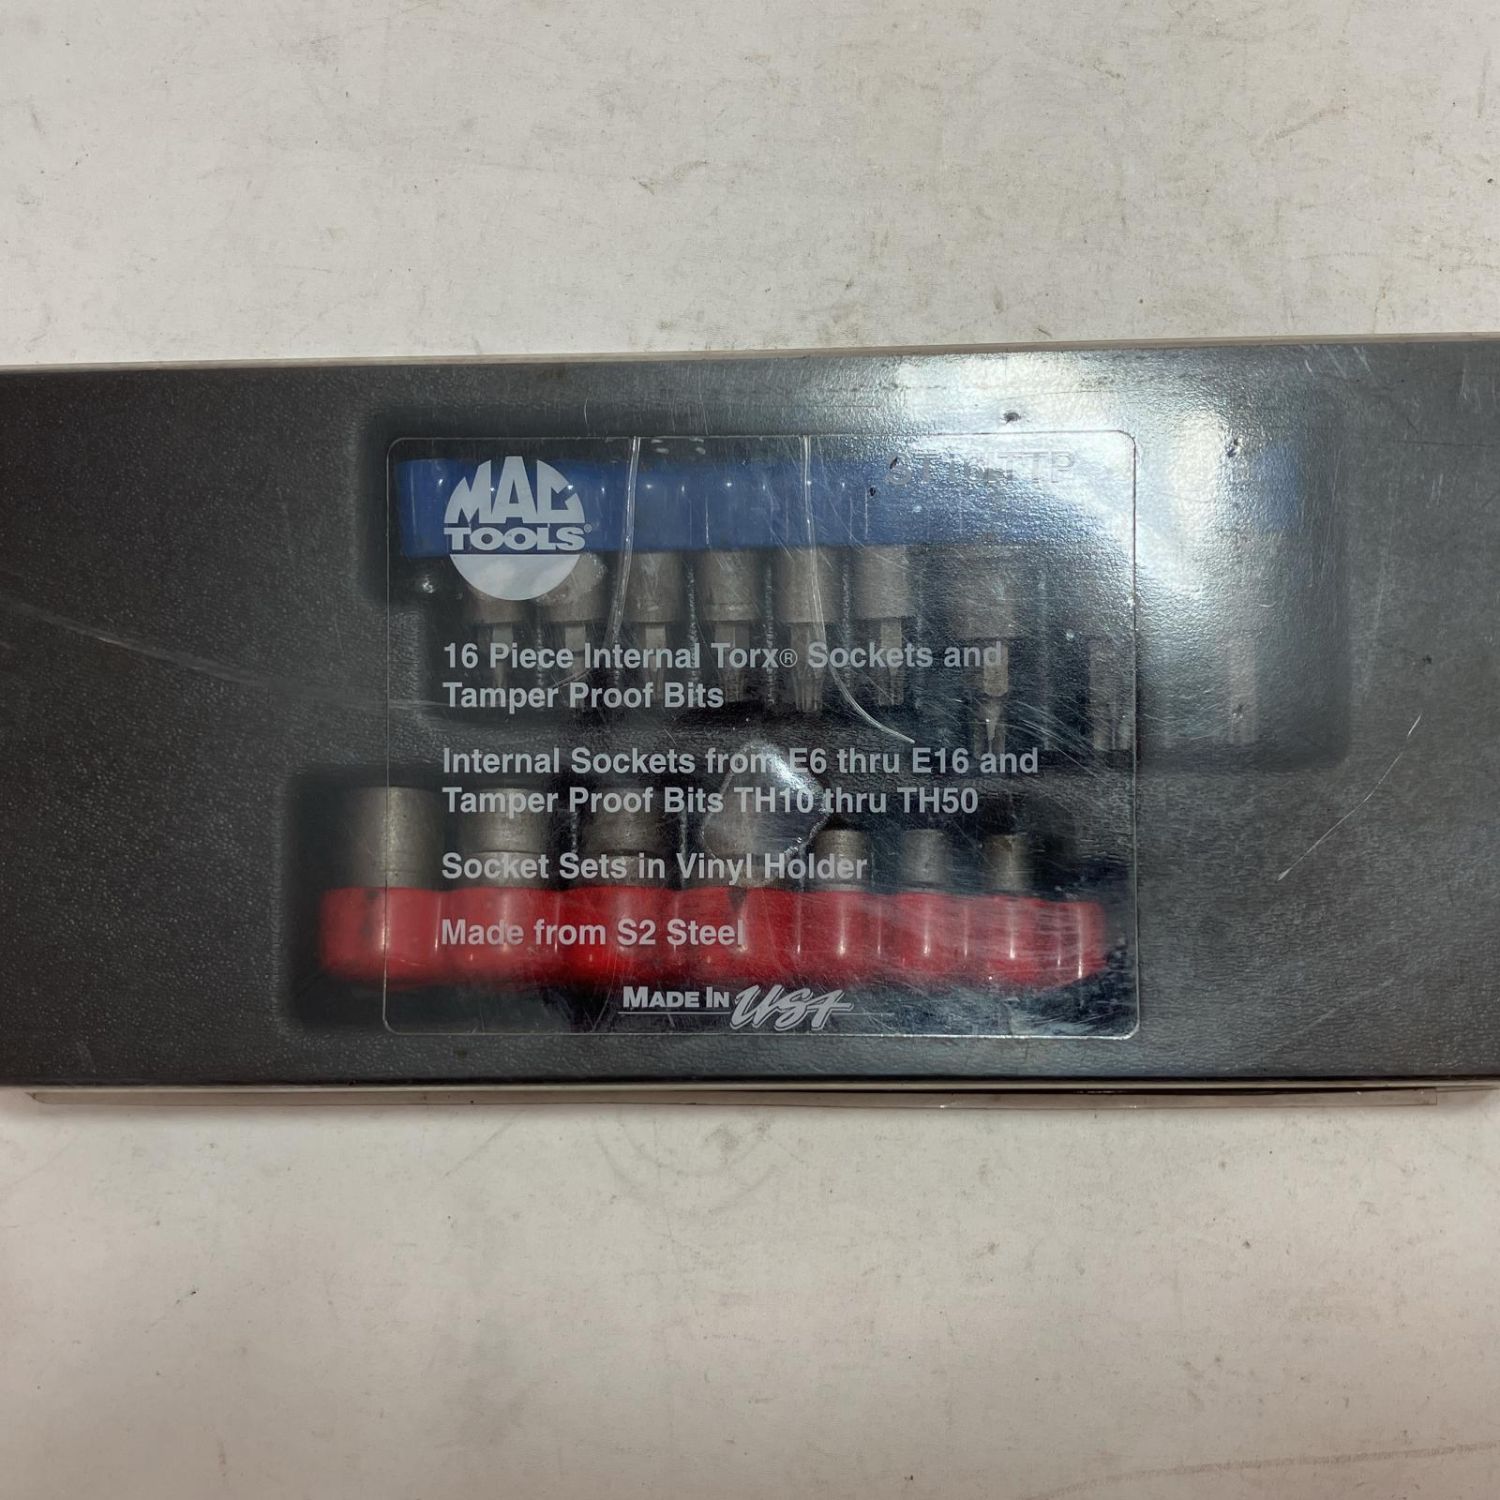 MAC
TOOLS®
16 Piece Internal Torx® Sockets and
Tamper Proof Bits
Internal Sockets from E6 thru E16 and
Tamper Proof Bits TH10 thru TH50
Socket Sets in Vinyl Holder
Made from S2 Steel
MADE IN USA